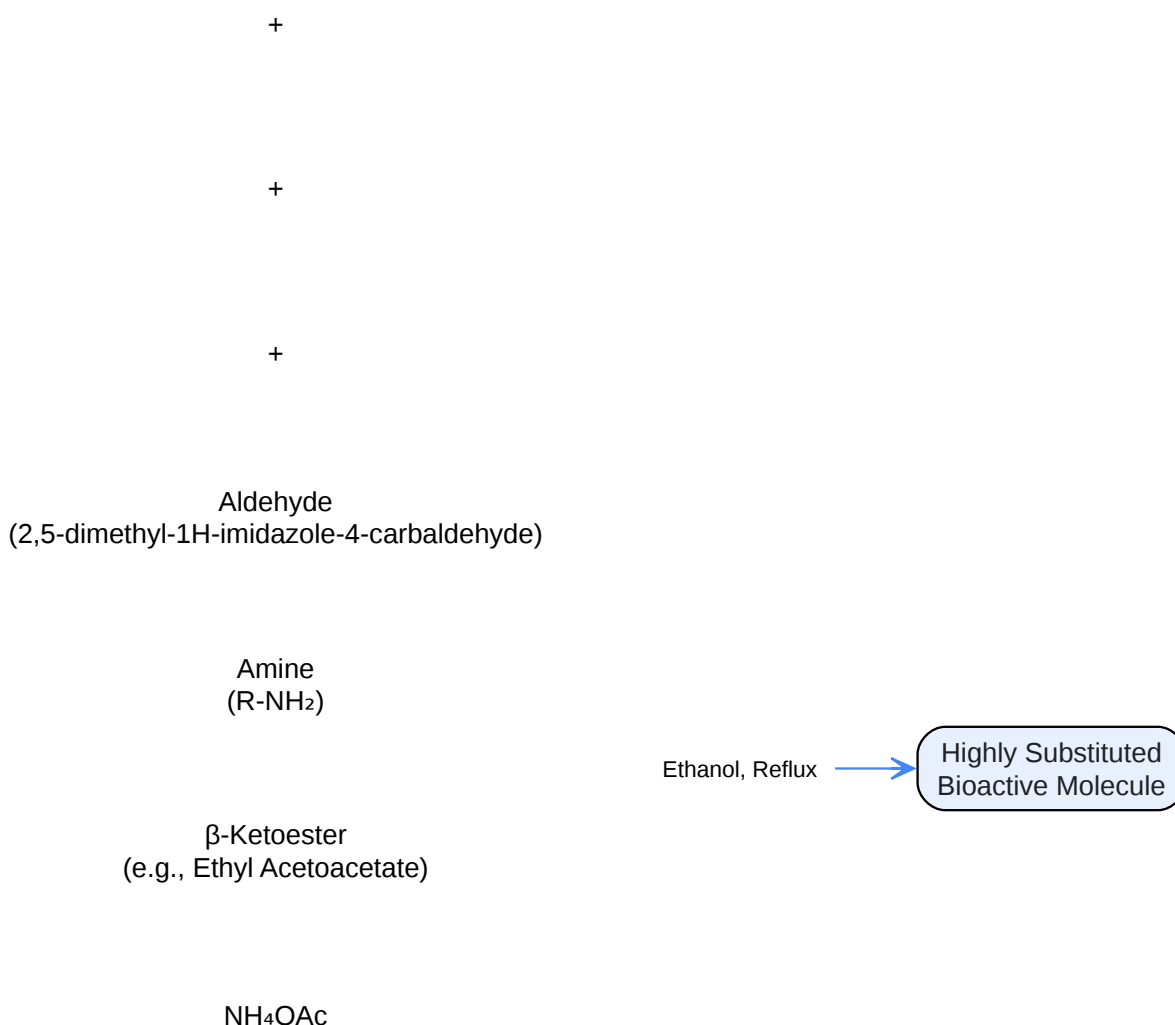 +
+
+
Aldehyde
(2,5-dimethyl-1H-imidazole-4-carbaldehyde)
Amine
(R-NH₂)
Ethanol, Reflux
Highly Substituted
Bioactive Molecule
β-Ketoester
(e.g., Ethyl Acetoacetate)
NH₄OAc